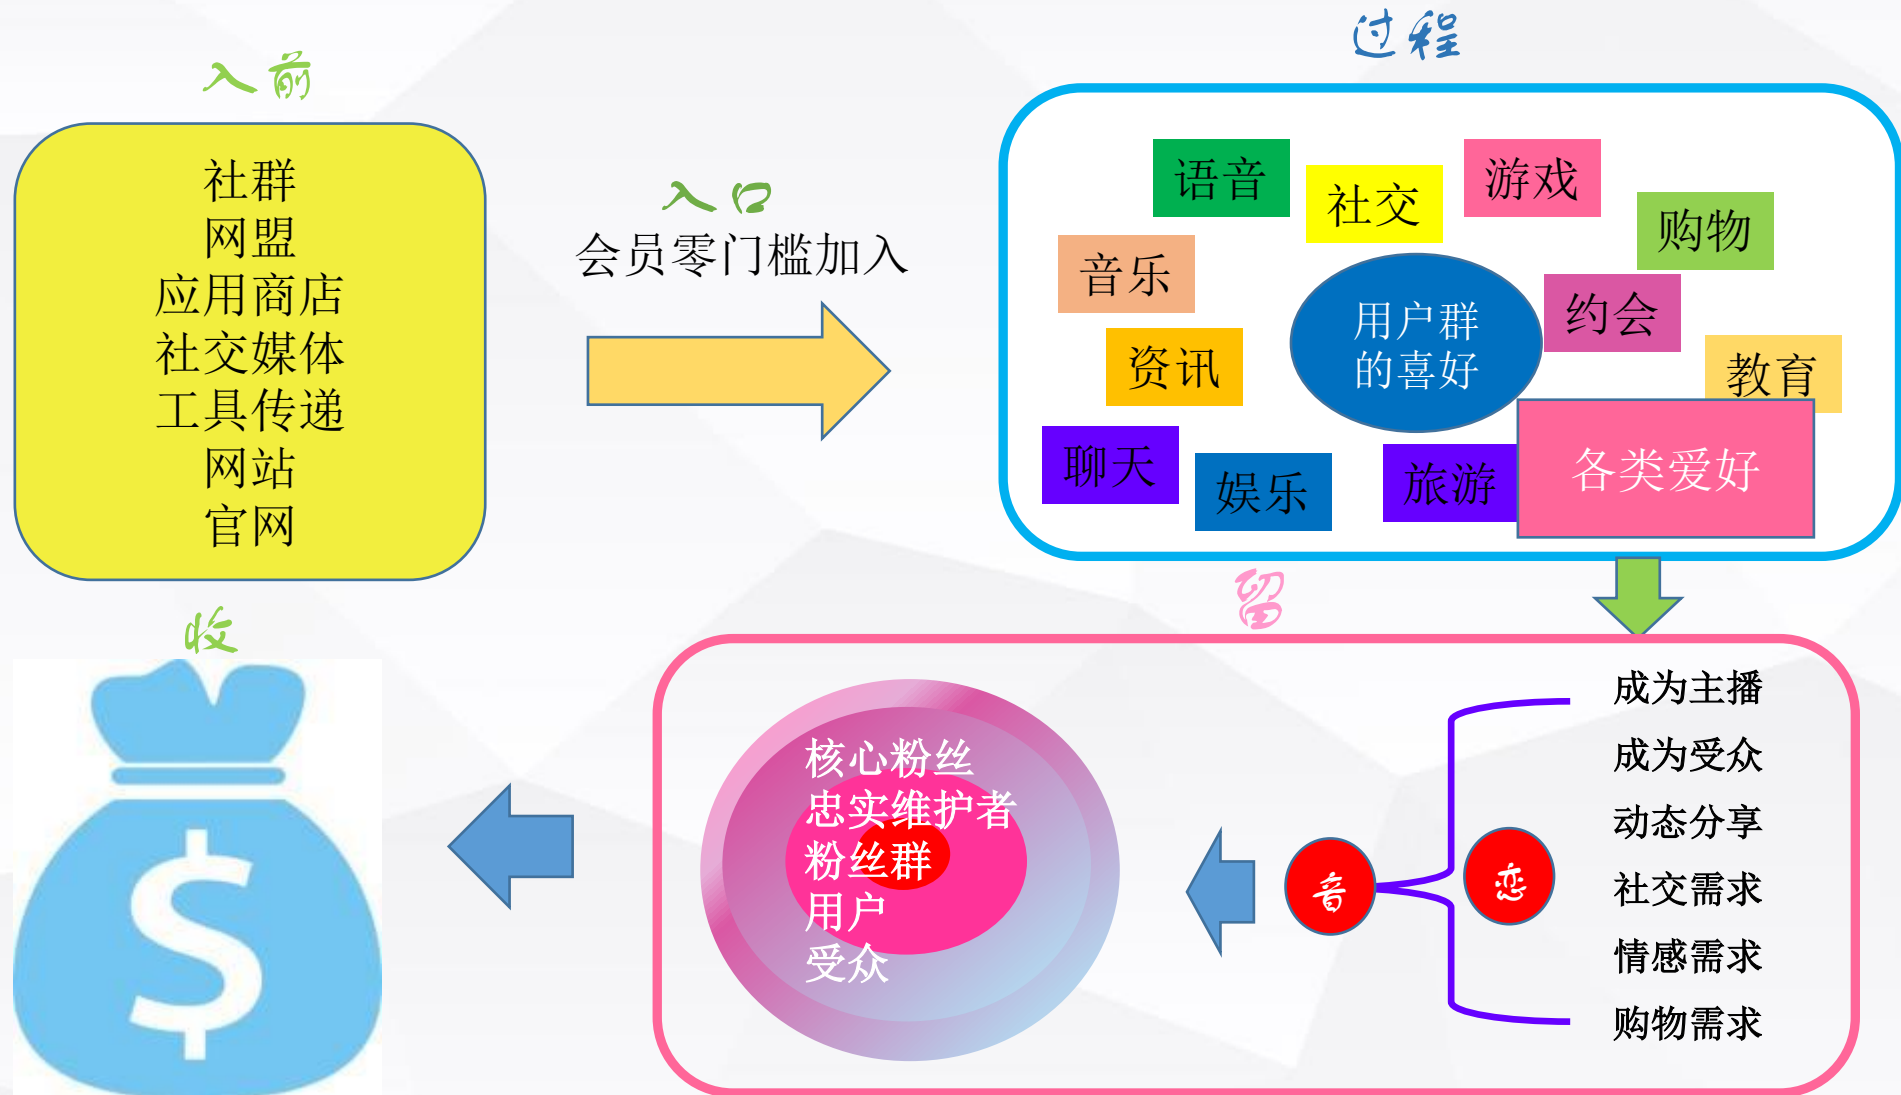 入前
社群
网盟
应用商店
社交媒体
工具传递
网站
官网
入口
会员零门槛加入
过程
语音
社交
游戏
购物
音乐
用户群
的喜好
约会
资讯
教育
聊天
娱乐
旅游
各类爱好
留
成为主播
成为受众
动态分享
社交需求
情感需求
购物需求
音
恋
核心粉丝
忠实维护者
粉丝群
用户
受众
收
$